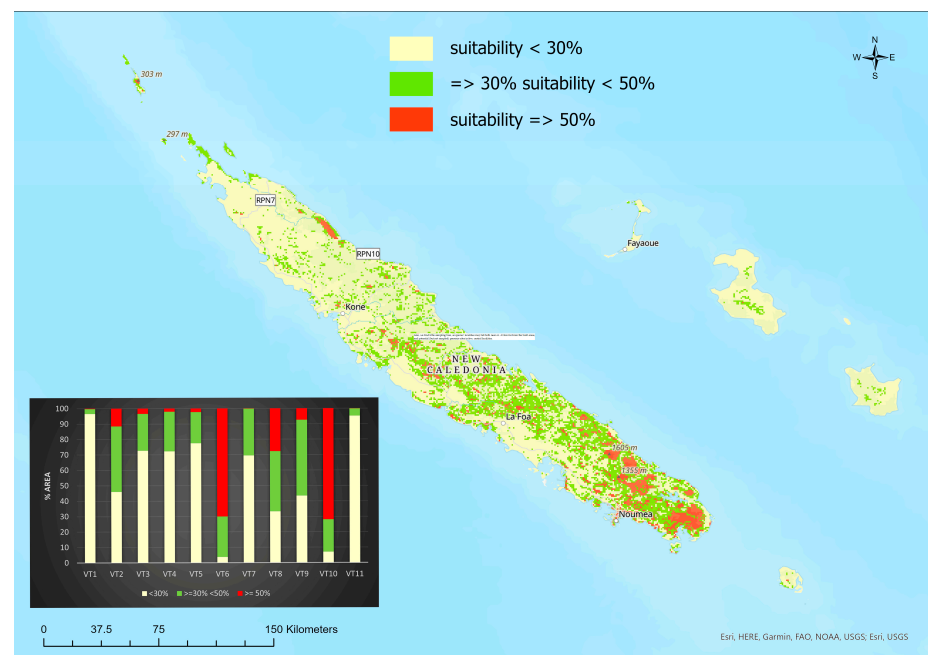 suitability < 30%
=> 30% suitability < 50%
suitability => 50%
N
W E
S
303 m
297 m
RPN7
RPN10
Fayaoue
Kone
NEW
CALEDONIA
La Foa
1605 m
1355 m
Noumea
100
90
80
70
60
50
40
30
20
10
0
% AREA
VT1 VT2 VT3 VT4 VT5 VT6 VT7 VT8 VT9 VT10 VT11
<30% >=30% <50% >= 50%
0 37.5 75 150 Kilometers
Esri, HERE, Garmin, FAO, NOAA, USGS; Esri, USGS